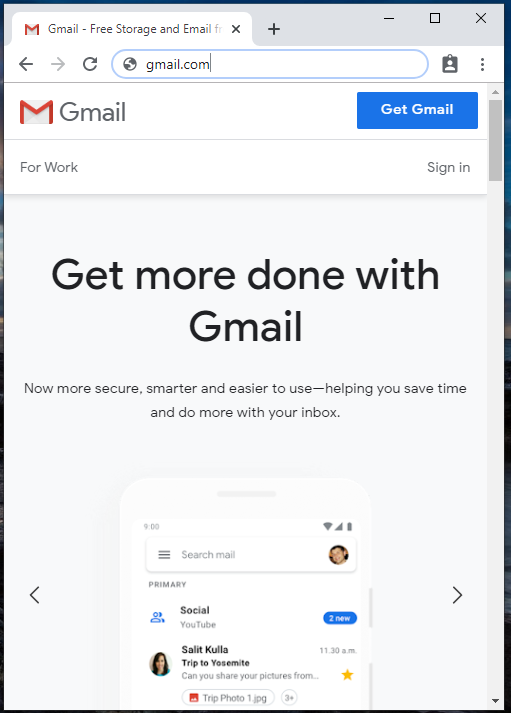 Gmail - Free Storage and Email f
gmail.com
Gmail
Get Gmail
For Work
Sign in
Get more done with
Gmail
Now more secure, smarter and easier to use—helping you save time
and do more with your inbox.
9:00
Search mail
PRIMARY
Social
2 new
YouTube
Salit Kulla
11.30 a.m.
Trip to Yosemite
Can you share your pictures from...
Trip Photo 1.jpg
3+